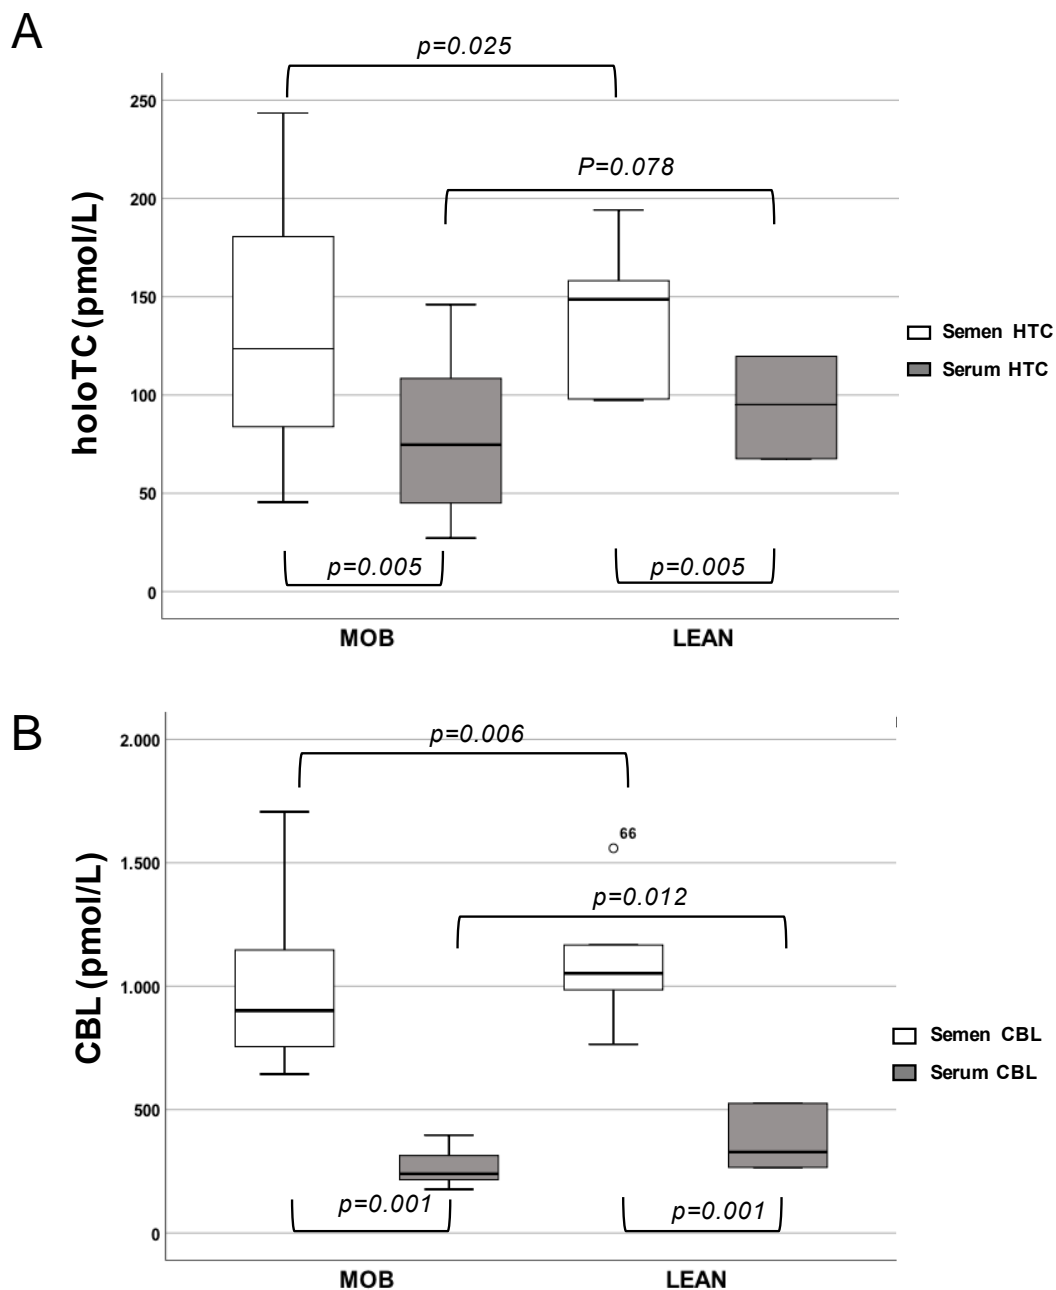 A
p=0.025
250
P=0.078
200
holoTC (pmol/L)
150
Semen HTC
Serum HTC
100
50
p=0.005
p=0.005
0
MOB
LEAN
B
2.000
p=0.006
66
1.500
p=0.012
CBL (pmol/L)
1.000
Semen CBL
Serum CBL
500
p=0.001
p=0.001
0
MOB
LEAN